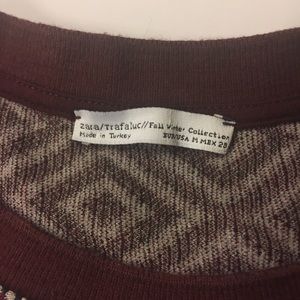 Zara/Trafaluc//Fall Winter Collection
Made in Turkey EUR/USA M MEX 28